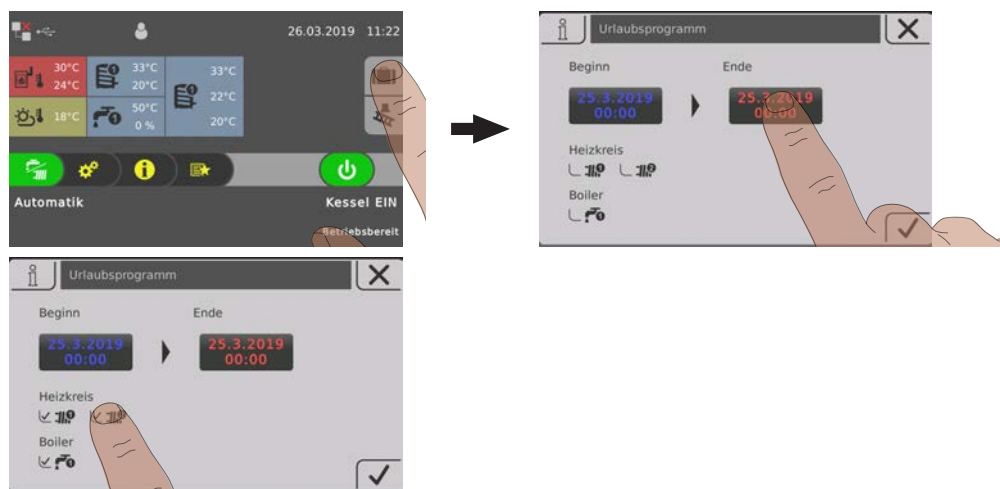 26.03.2019 11:22
30°C
24°C
33°C
20°C
33°C
22°C
20°C
18°C
50°C
0 %
Automatik
Kessel EIN
Betriebsbereit
Urlaubsprogramm
Beginn
Ende
25.3.2019
00:00
25.3.2019
00:00
Heizkreis
Boiler
Urlaubsprogramm
Beginn
Ende
25.3.2019
00:00
25.3.2019
00:00
Heizkreis
Boiler